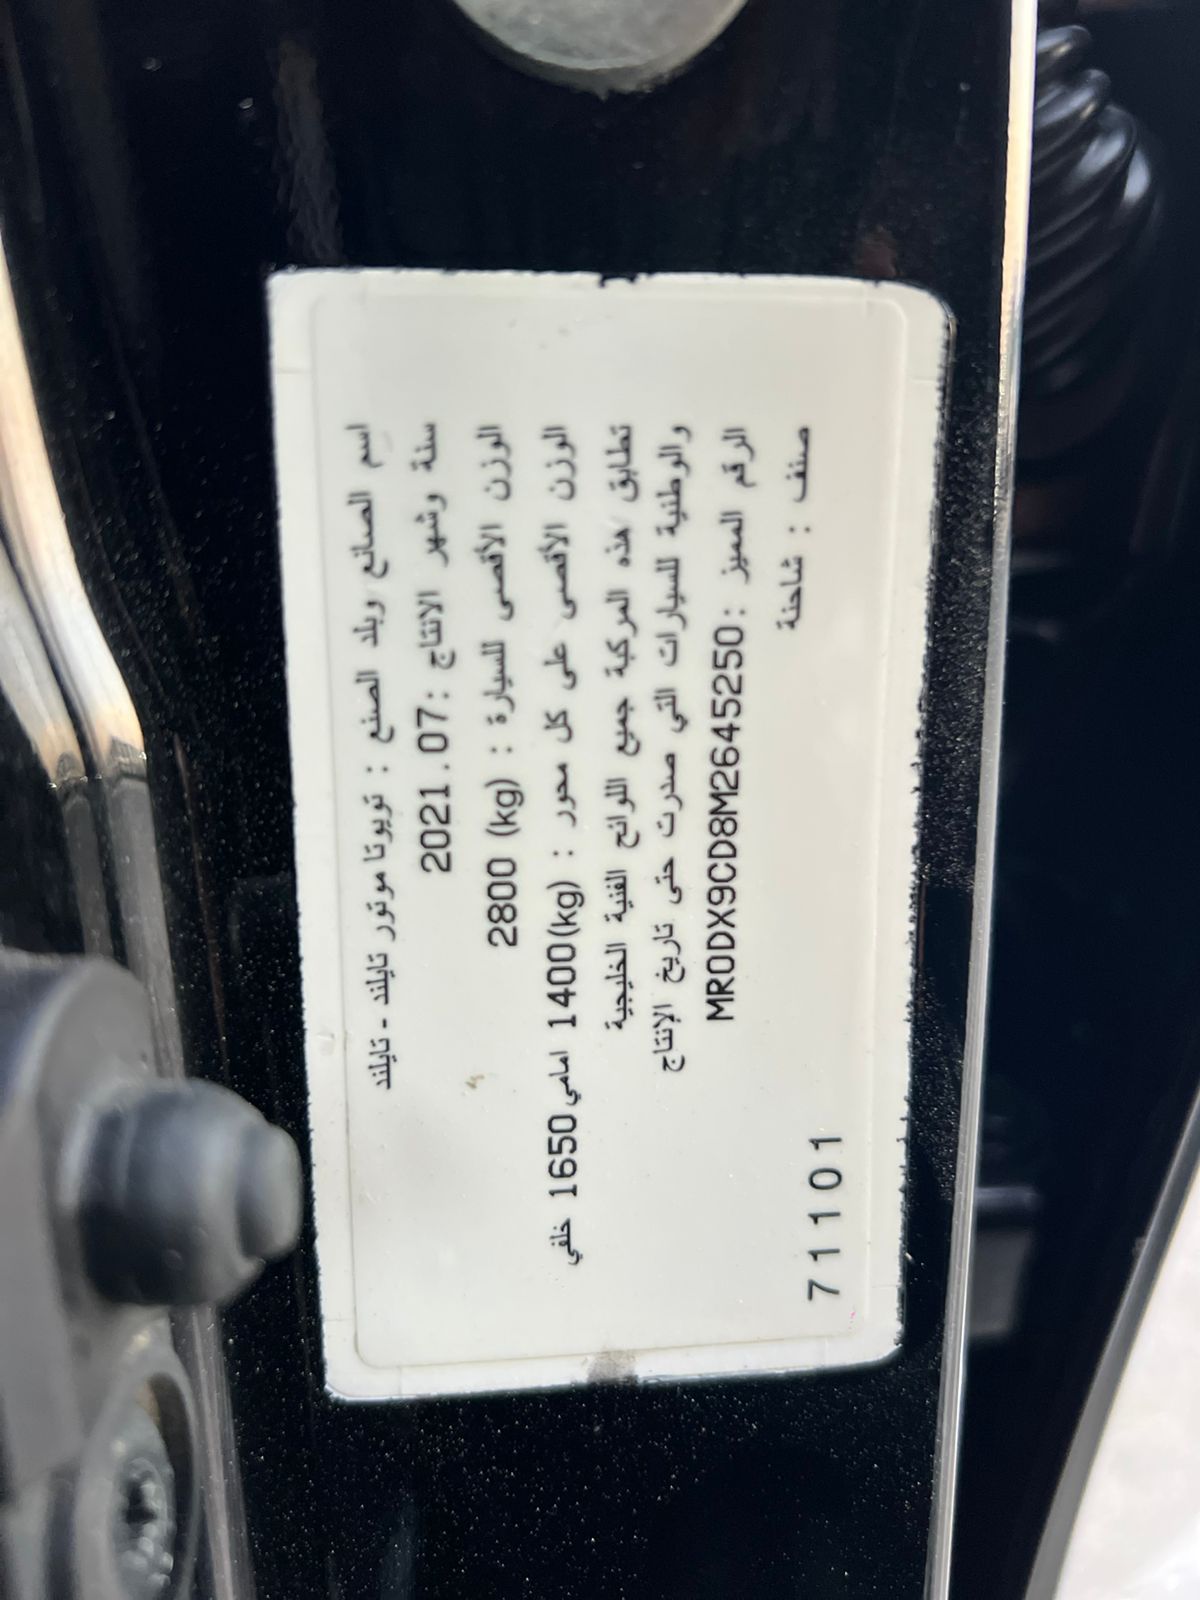 اسم الصانع وبلد الصنع : تويوتا موتور تايلند - تايلند
سنة وشهر الانتاج : 2021.07
الوزن الأقصى للسيارة : (kg) 2800
الوزن الأقصى على كل محور : (kg) 1400 امامي 1650 خلفي
تطابق هذه المركبة جميع اللوائح الفنية الخليجية
والوطنية للسيارات التي صدرت حتى تاريخ الإنتاج
الرقم المميز : MR0DX9CD8M2645250
صنف : شاحنة
71101